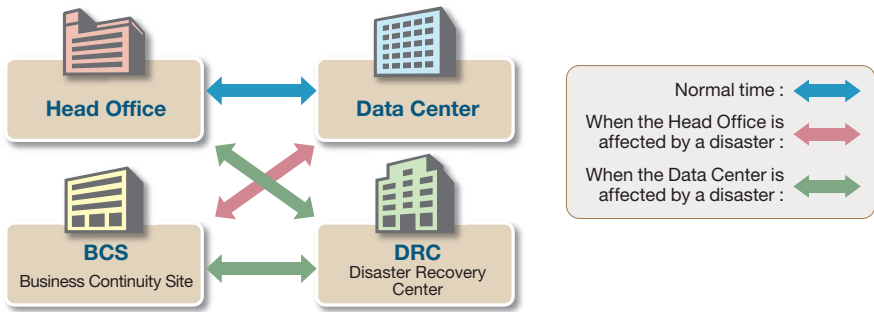 Head Office
Data Center
BCS
Business Continuity Site
DRC
Disaster Recovery
Center
Normal time :
When the Head Office is
affected by a disaster :
When the Data Center is
affected by a disaster :